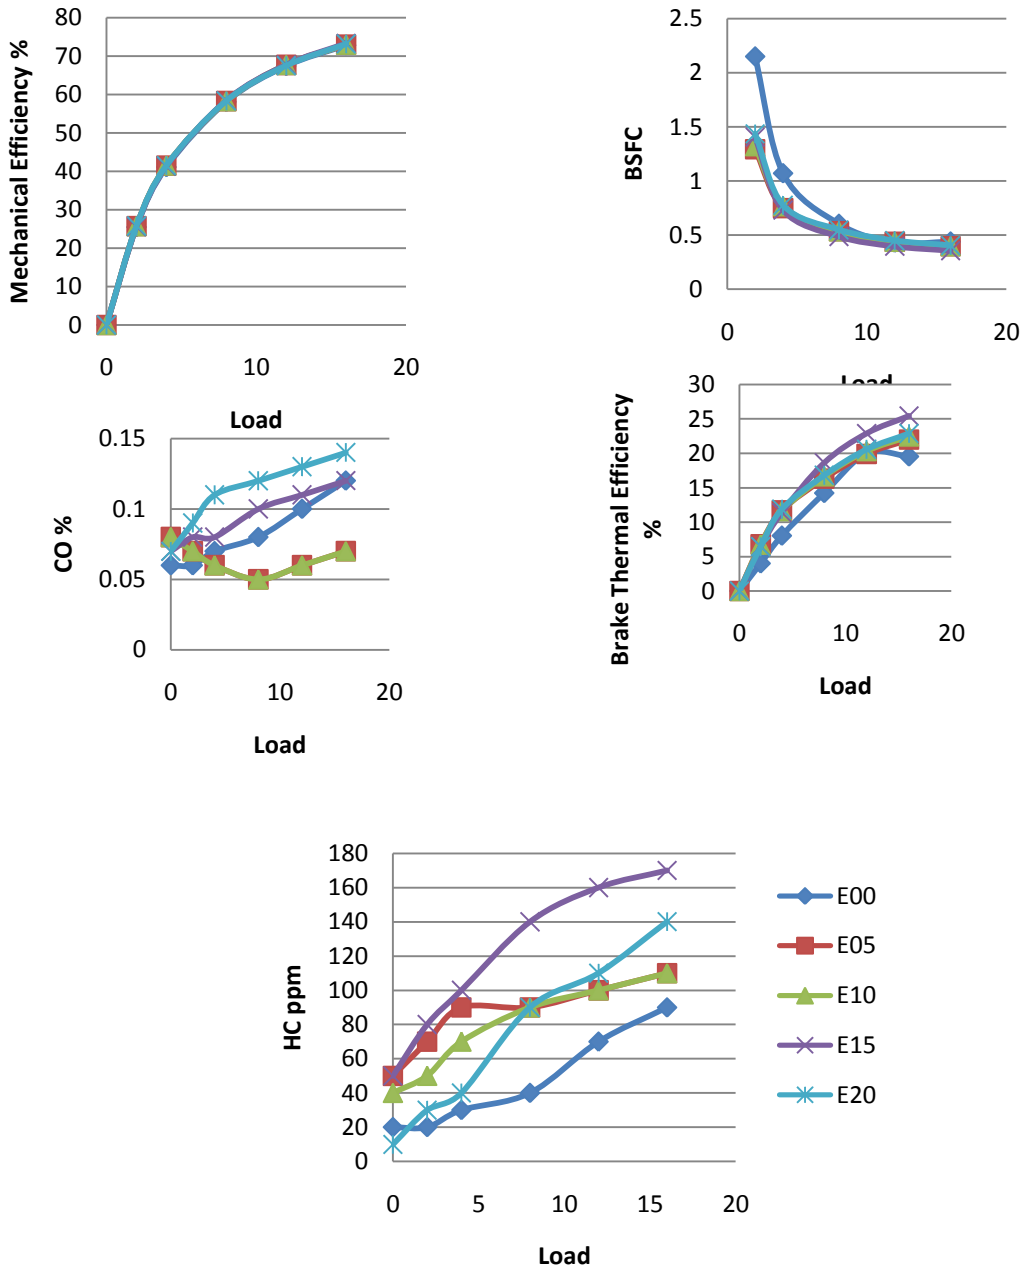 Mechanical Efficiency %
80
70
60
50
40
30
20
10
0
0 10 20
Load
BSFC
2.5
2
1.5
1
0.5
0
0 10 20
Load
CO %
0.15
0.1
0.05
0
0 10 20
Load
Brake Thermal Efficiency
%
30
25
20
15
10
5
0
0 10 20
Load
HC ppm
180
160
140
120
100
80
60
40
20
0
0 5 10 15 20
Load
E00
E05
E10
E15
E20